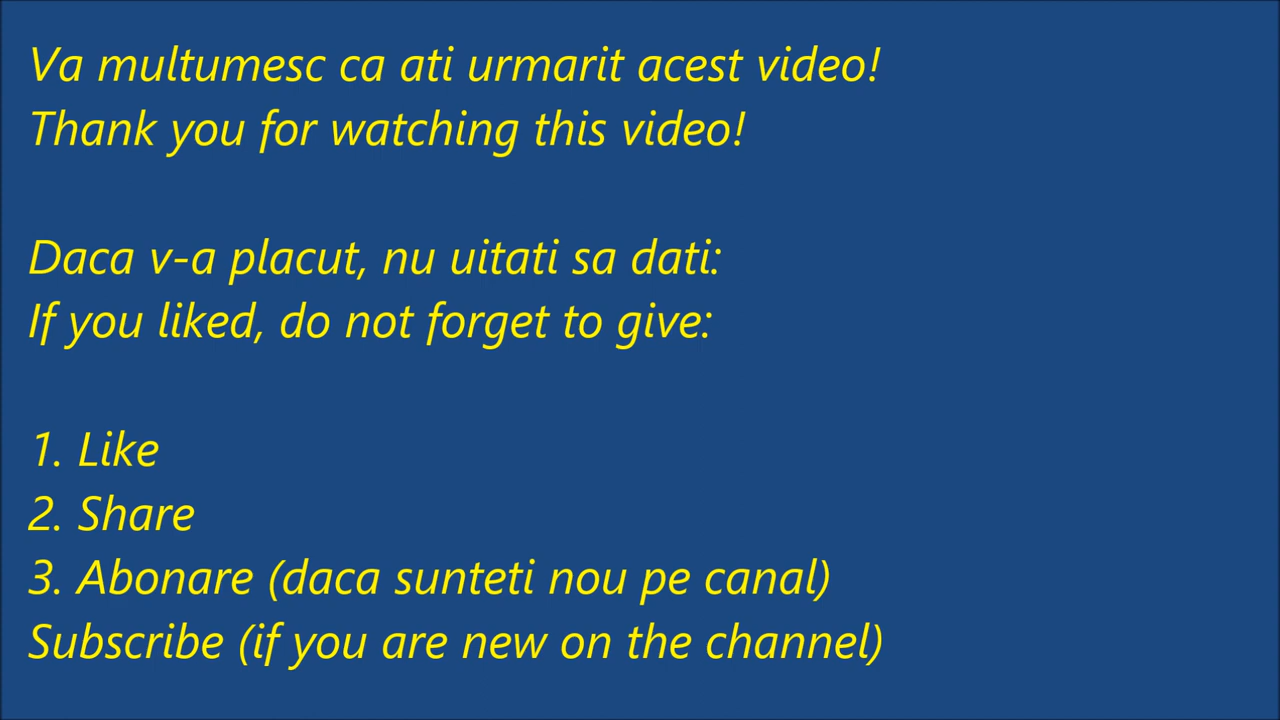 Va multumesc ca ati urmarit acest video!
Thank you for watching this video!
Daca v-a placut, nu uitati sa dati:
If you liked, do not forget to give:
1. Like
2. Share
3. Abonare (daca sunteti nou pe canal)
Subscribe (if you are new on the channel)